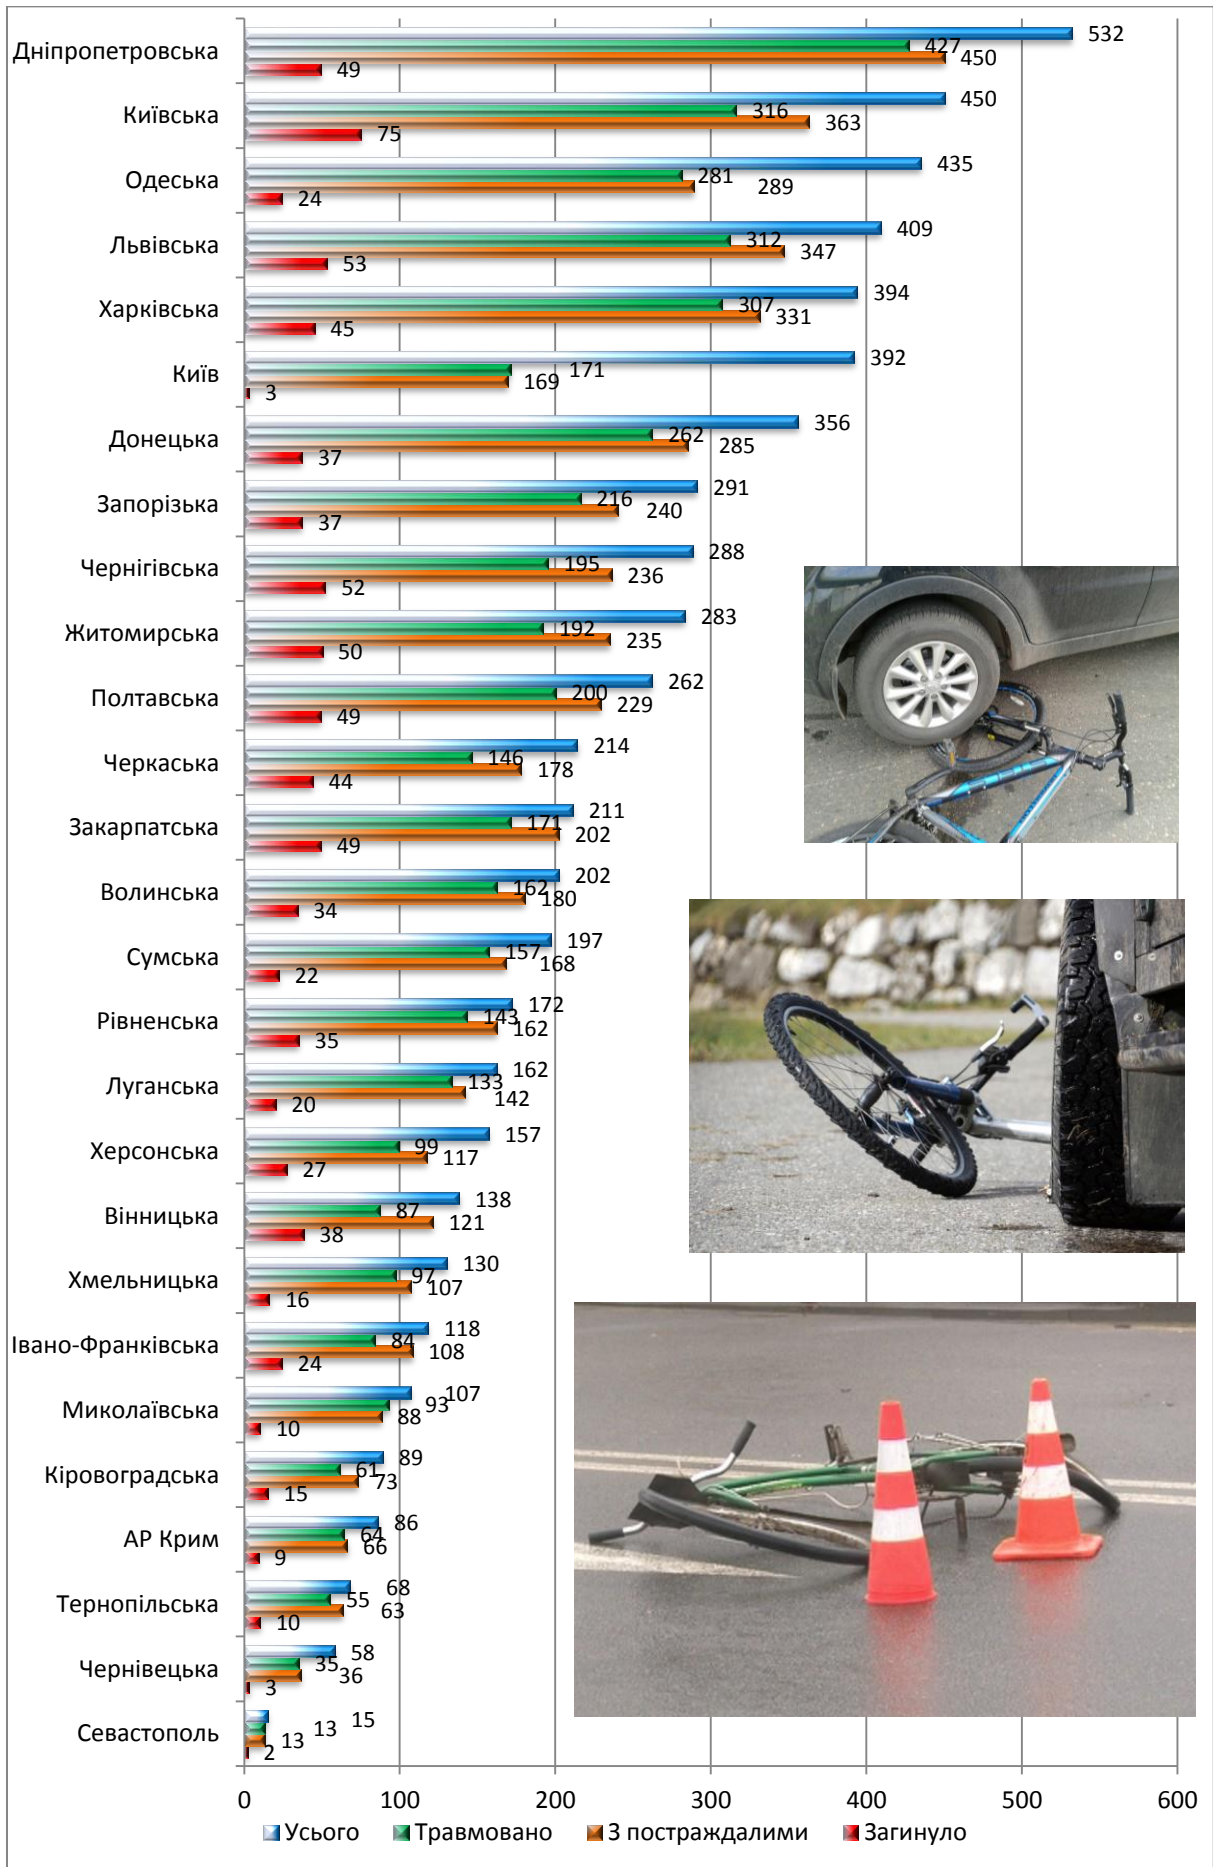 Дніпропетровська 532 427 450 49
Київська 450 316 363 75
Одеська 435 281 289 24
Львівська 409 312 347 53
Харківська 394 307 331 45
Київ 392 171 169 3
Донецька 356 262 285 37
Запорізька 291 216 240 37
Чернігівська 288 195 236 52
Житомирська 283 192 235 50
Полтавська 262 200 229 49
Черкаська 214 146 178 44
Закарпатська 211 171 202 49
Волинська 202 162 180 34
Сумська 197 157 168 22
Рівненська 172 143 162 35
Луганська 162 133 142 20
Херсонська 157 99 117 27
Вінницька 138 87 121 38
Хмельницька 130 97 107 16
Івано-Франківська 118 84 108 24
Миколаївська 107 93 88 10
Кіровоградська 89 61 73 15
АР Крим 86 64 66 9
Тернопільська 68 55 63 10
Чернівецька 58 35 36 3
Севастополь 15 13 13 2
0 100 200 300 400 500 600
Усього Травмовано З постраждалими Загинуло